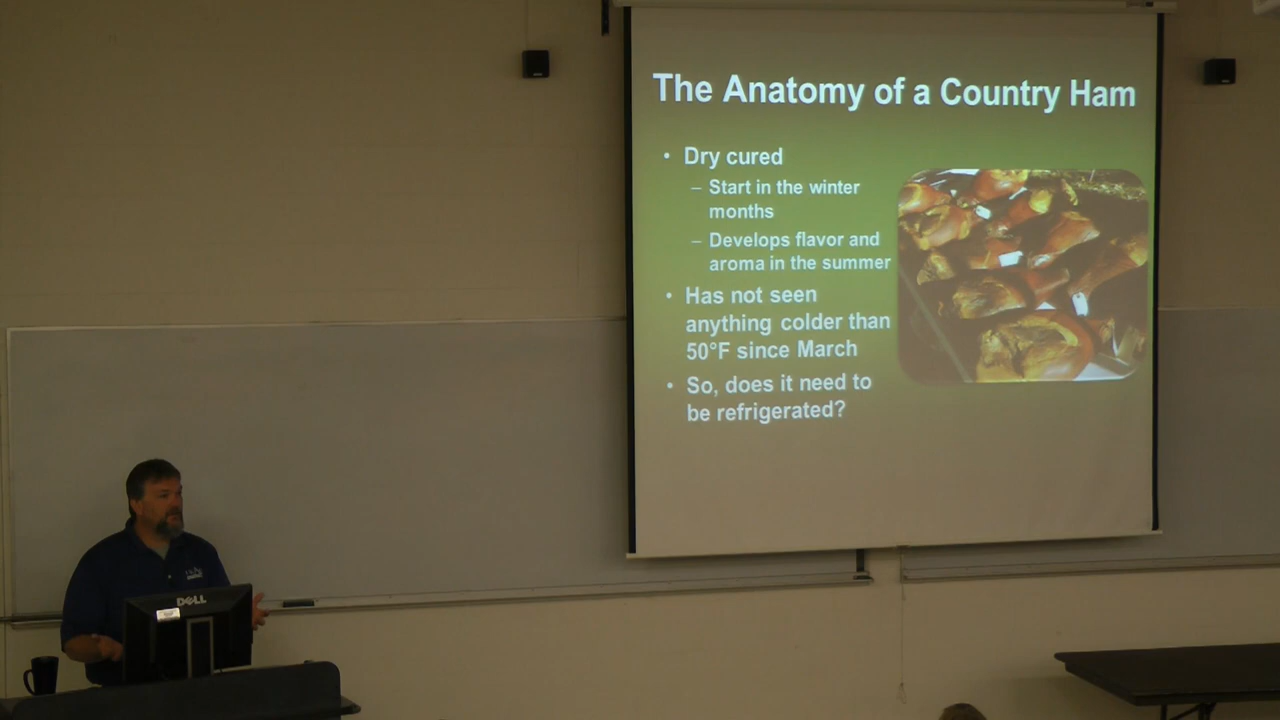 The Anatomy of a Country Ham
• Dry cured
– Start in the winter
months
– Develops flavor and
aroma in the summer
• Has not seen
anything colder than
50°F since March
• So, does it need to
be refrigerated?
DELL